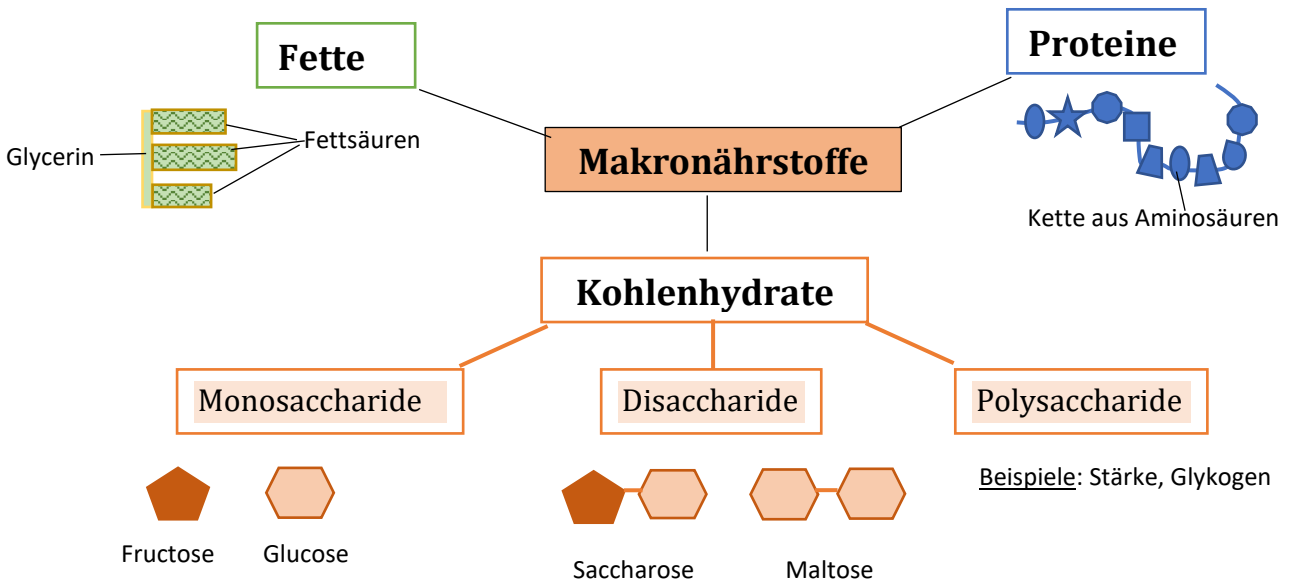 Fette
Proteine
Glycerin
Fettsäuren
Makronährstoffe
Kette aus Aminosäuren
Kohlenhydrate
Monosaccharide
Disaccharide
Polysaccharide
Beispiele: Stärke, Glykogen
Fructose
Glucose
Saccharose
Maltose